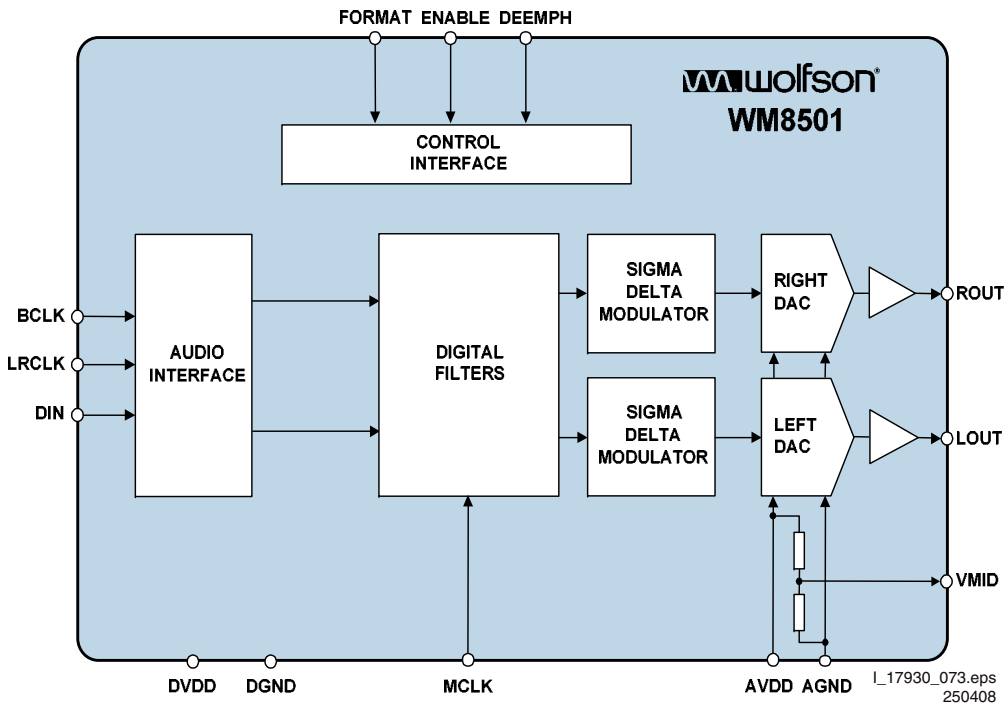 FORMAT ENABLE DEEMPH
wolfson®
WM8501
CONTROL
INTERFACE
AUDIO
INTERFACE
DIGITAL
FILTERS
SIGMA
DELTA
MODULATOR
RIGHT
DAC
SIGMA
DELTA
MODULATOR
LEFT
DAC
BCLK
LRCLK
DIN
ROUT
LOUT
VMID
DVDD
DGND
MCLK
AVDD
AGND
I_17930_073.eps
250408